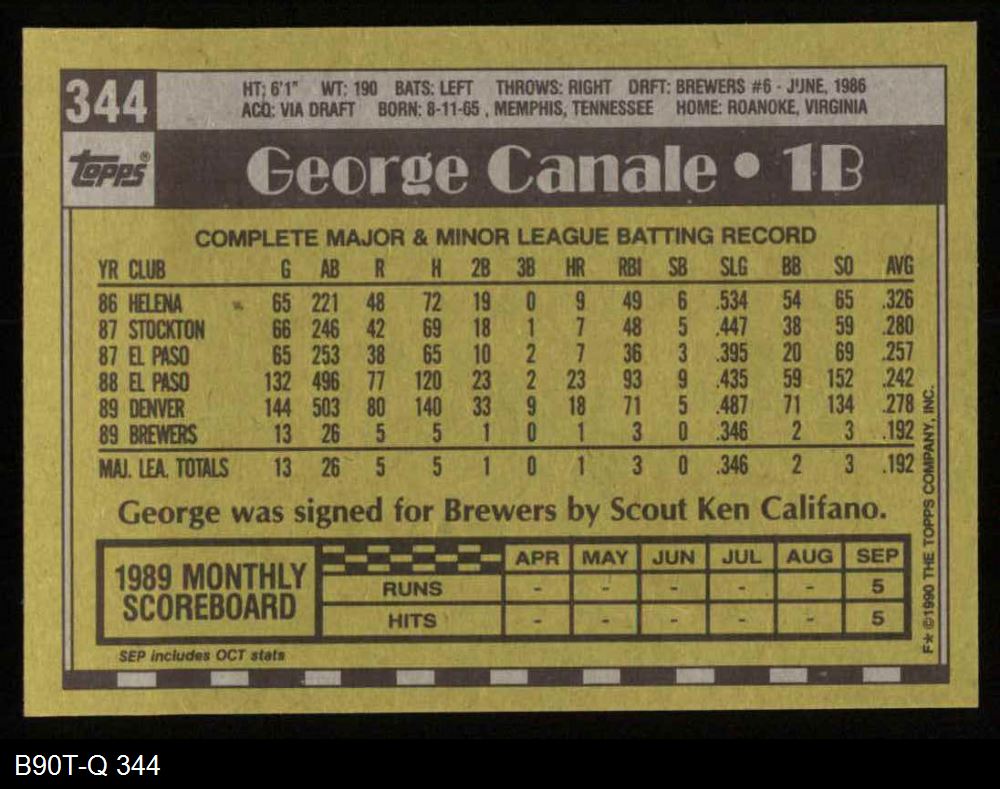 344
HT: 6'1" WT: 190 BATS: LEFT THROWS: RIGHT DRFT: BREWERS #6 - JUNE, 1986
ACQ: VIA DRAFT BORN: 8-11-65, MEMPHIS, TENNESSEE HOME: ROANOKE, VIRGINIA
Topps®
George Canale • 1B
COMPLETE MAJOR & MINOR LEAGUE BATTING RECORD
YR CLUB G AB R H 2B 3B HR RBI SB SLG BB SO AVG
86 HELENA 65 221 48 72 19 0 9 49 6 .534 54 65 .326
87 STOCKTON 66 246 42 69 18 1 7 48 5 .447 38 59 .280
87 EL PASO 65 253 38 65 10 2 7 36 3 .395 20 69 .257
88 EL PASO 132 496 77 120 23 2 23 93 9 .435 59 152 .242
89 DENVER 144 503 80 140 33 9 18 71 5 .487 71 134 .278
89 BREWERS 13 26 5 5 1 0 1 3 0 .346 2 3 .192
MAJ. LEA. TOTALS 13 26 5 5 1 0 1 3 0 .346 2 3 .192
George was signed for Brewers by Scout Ken Califano.
1989 MONTHLY
SCOREBOARD
APR MAY JUN JUL AUG SEP
RUNS - - - - - 5
HITS - - - - - 5
SEP includes OCT stats
F* ©1990 THE TOPPS COMPANY, INC.
B90T-Q 344